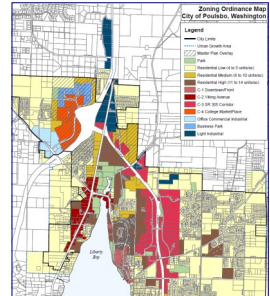 Zoning Ordinance Map
City of Poulsbo, Washington
Legend
City Limits
Urban Growth Area
Master Plan Overlay
Park
Residential Low (4 to 5 units/ac)
Residential Medium (6 to 10 units/ac)
Residential High (11 to 14 units/ac)
C-1 Downtown/Front
C-2 Viking Avenue
C-3 SR 305 Corridor
C-4 College MarketPlace
Office Commercial Industrial
Business Park
Light Industrial
Liberty
Bay